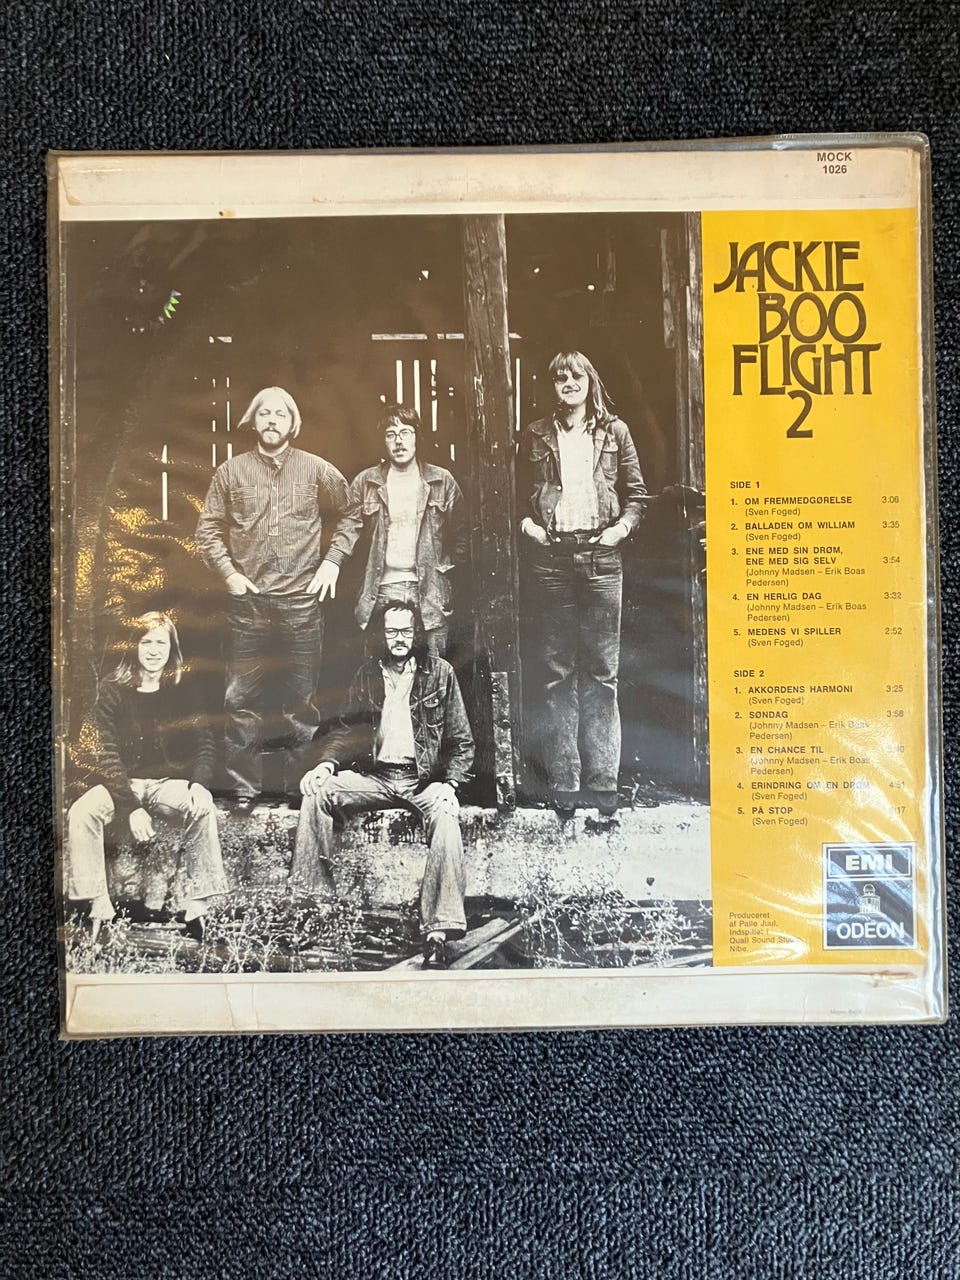 MOCK
1026
JACKIE
BOO
FLIGHT
2
SIDE 1
1. OM FREMMEDGØRELSE 3:06
(Sven Foged)
2. BALLADEN OM WILLIAM 3:35
(Sven Foged)
3. ENE MED SIN DRØM,
ENE MED SIG SELV 3:54
(Johnny Madsen – Erik Boas
Pedersen)
4. EN HERLIG DAG 3:32
(Johnny Madsen – Erik Boas
Pedersen)
5. MEDENS VI SPILLER 2:52
(Sven Foged)
SIDE 2
1. AKKORDENS HARMONI 3:25
(Sven Foged)
2. SØNDAG 3:58
(Johnny Madsen – Erik Boas
Pedersen)
3. EN CHANCE TIL
(Johnny Madsen – Erik Boas
Pedersen)
4. ERINDRING OM EN DRØM 4:51
(Sven Foged)
5. PÅ STOP
(Sven Foged)
EMI
ODEON
Produceret
af Palle Juul.
Indspillet i
Quali Sound Studio
Nibe.